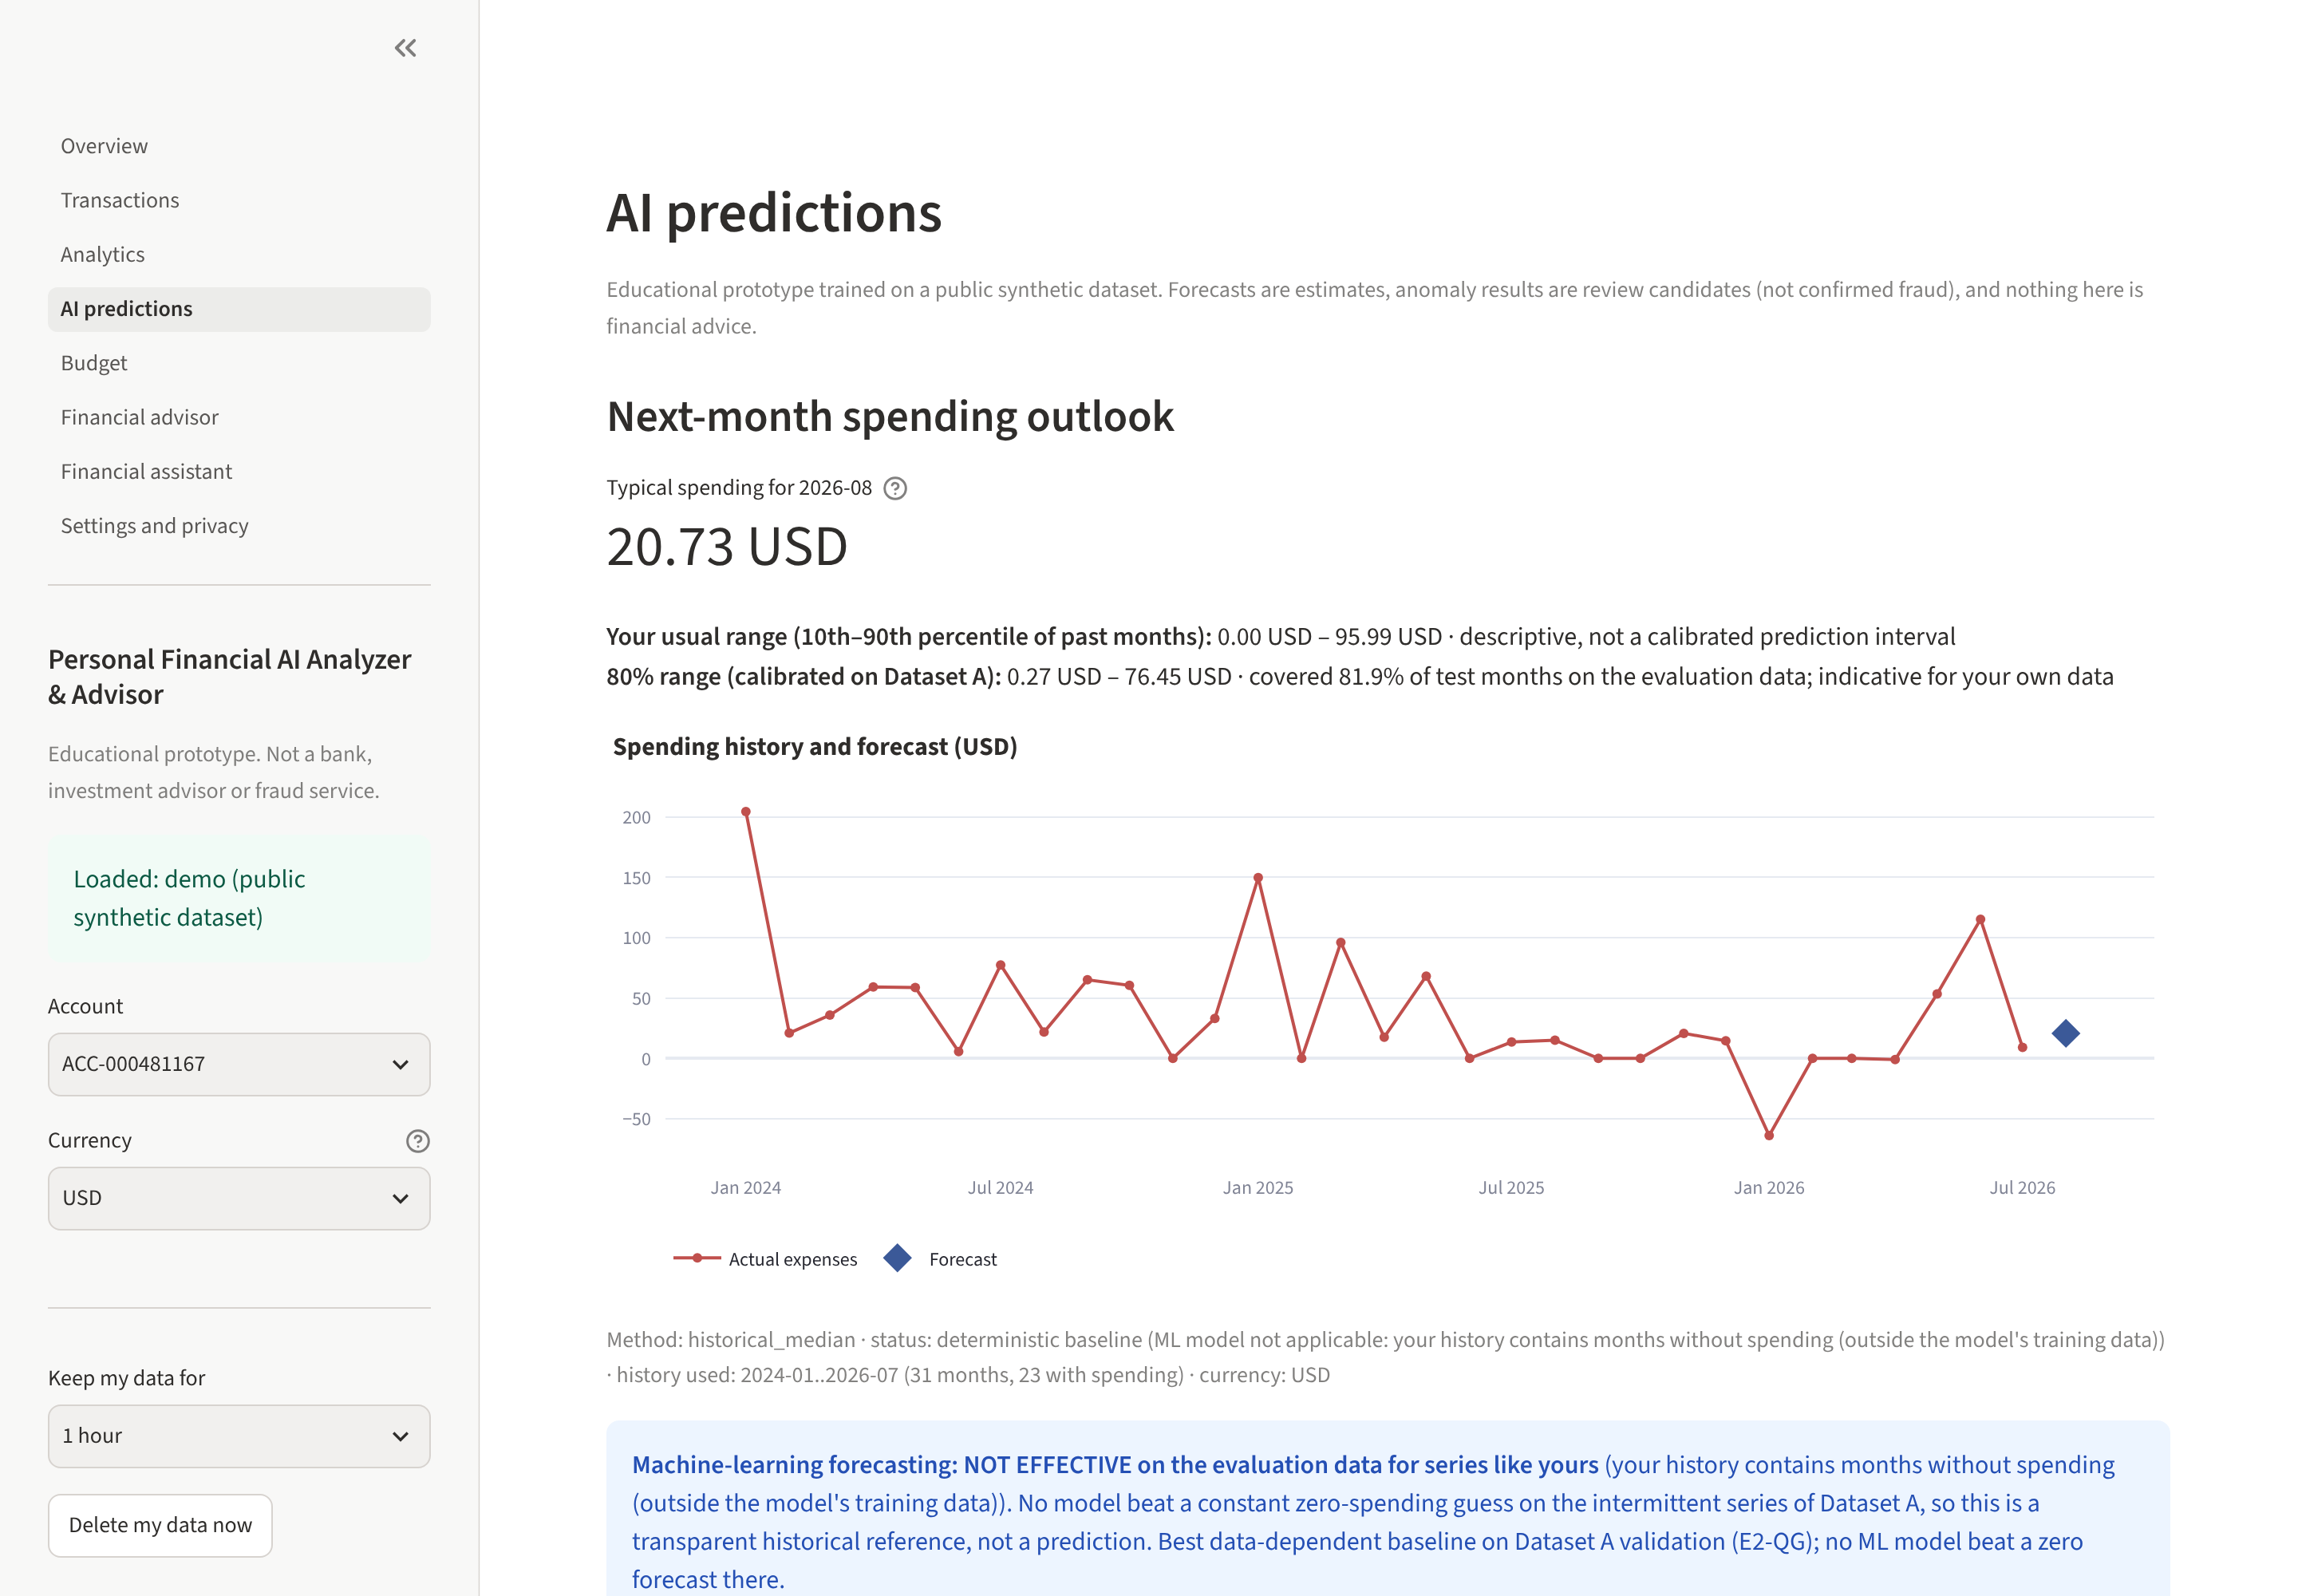 Overview
Transactions
Analytics
AI predictions
Budget
Financial advisor
Financial assistant
Settings and privacy
Personal Financial AI Analyzer
& Advisor
Educational prototype. Not a bank,
investment advisor or fraud service.
Loaded: demo (public
synthetic dataset)
Account
ACC-000481167
Currency
USD
Keep my data for
1 hour
Delete my data now
AI predictions
Educational prototype trained on a public synthetic dataset. Forecasts are estimates, anomaly results are review candidates (not confirmed fraud), and nothing here is
financial advice.
Next-month spending outlook
Typical spending for 2026-08
20.73 USD
Your usual range (10th–90th percentile of past months): 0.00 USD – 95.99 USD · descriptive, not a calibrated prediction interval
80% range (calibrated on Dataset A): 0.27 USD – 76.45 USD · covered 81.9% of test months on the evaluation data; indicative for your own data
Spending history and forecast (USD)
200
150
100
50
0
−50
Jan 2024 Jul 2024 Jan 2025 Jul 2025 Jan 2026 Jul 2026
Actual expenses Forecast
Method: historical_median · status: deterministic baseline (ML model not applicable: your history contains months without spending (outside the model's training data))
· history used: 2024-01..2026-07 (31 months, 23 with spending) · currency: USD
Machine-learning forecasting: NOT EFFECTIVE on the evaluation data for series like yours (your history contains months without spending
(outside the model's training data)). No model beat a constant zero-spending guess on the intermittent series of Dataset A, so this is a
transparent historical reference, not a prediction. Best data-dependent baseline on Dataset A validation (E2-QG); no ML model beat a zero
forecast there.